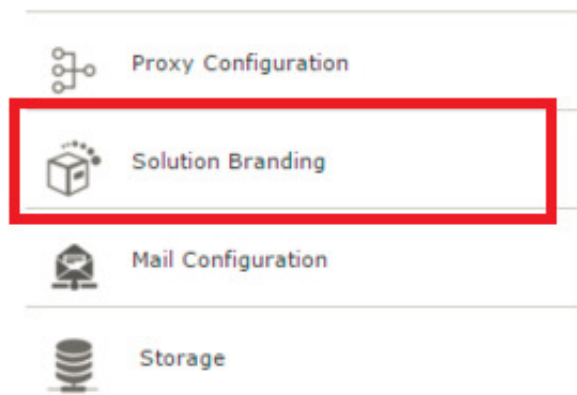 Proxy Configuration
Solution Branding
Mail Configuration
Storage